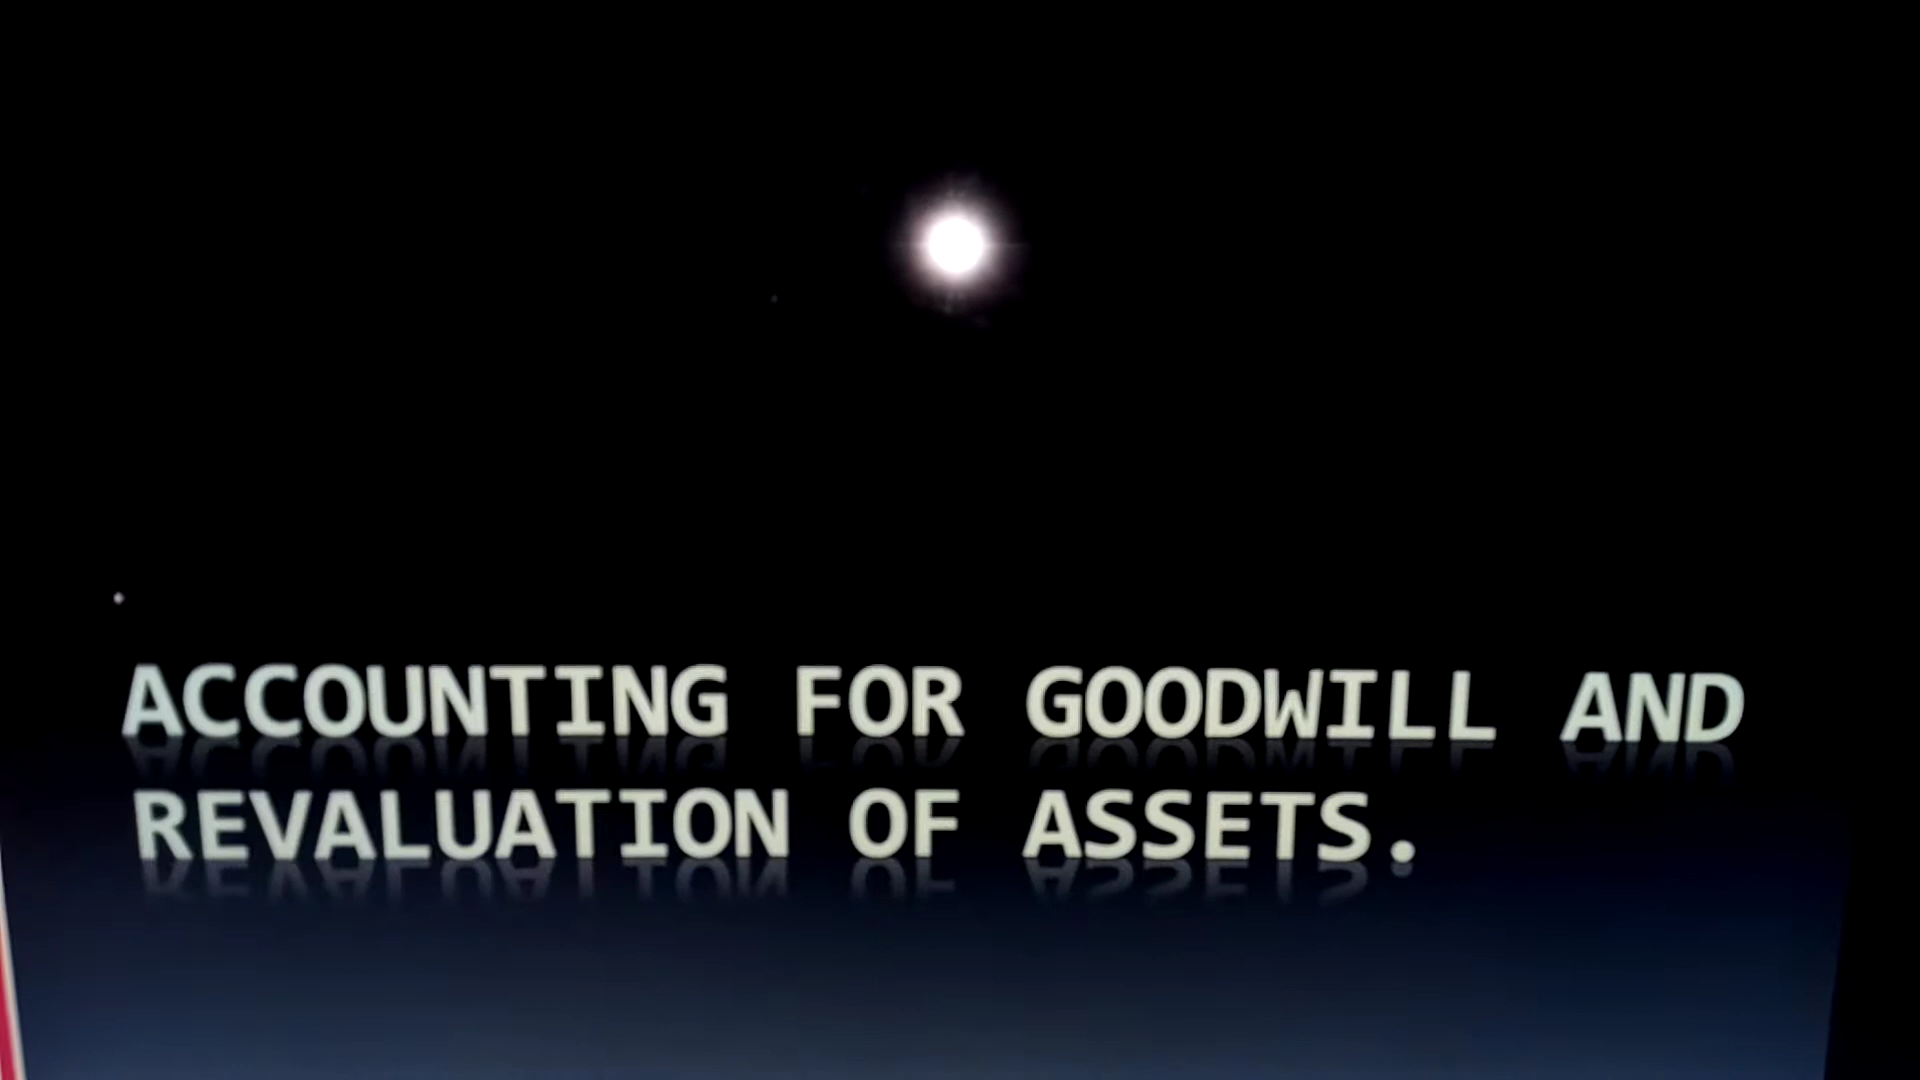 ACCOUNTING FOR GOODWILL AND
REVALUATION OF ASSETS.